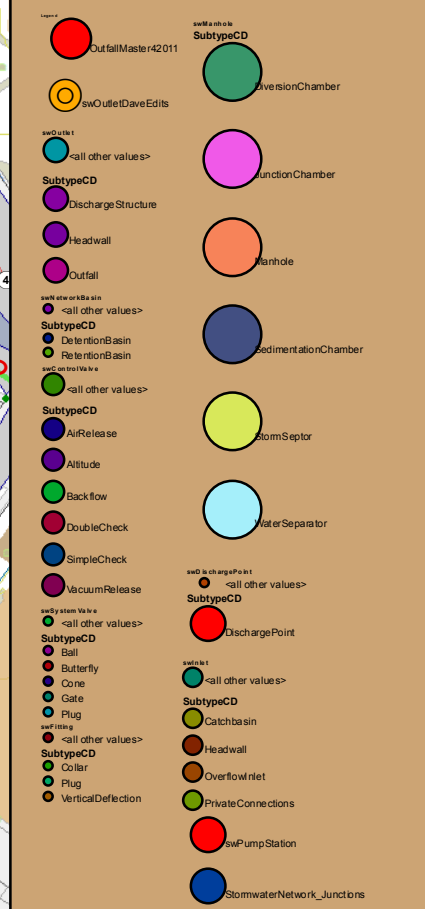 Legend
OutfallMaster42011
swOutletDaveEdits
swOutlet
<all other values>
SubtypeCD
DischargeStructure
Headwall
Outfall
swNetworkBasin
<all other values>
SubtypeCD
DetentionBasin
RetentionBasin
swControlValve
<all other values>
SubtypeCD
AirRelease
Altitude
Backflow
DoubleCheck
SimpleCheck
VacuumRelease
swSystemValve
<all other values>
SubtypeCD
Ball
Butterfly
Cone
Gate
Plug
swFitting
<all other values>
SubtypeCD
Collar
Plug
VerticalDeflection
swManhole
SubtypeCD
DiversionChamber
JunctionChamber
Manhole
SedimentationChamber
StormSeptor
WaterSeparator
swDischargePoint
<all other values>
SubtypeCD
DischargePoint
swInlet
<all other values>
SubtypeCD
Catchbasin
Headwall
OverflowInlet
PrivateConnections
swPumpStation
StormwaterNetwork_Junctions
4